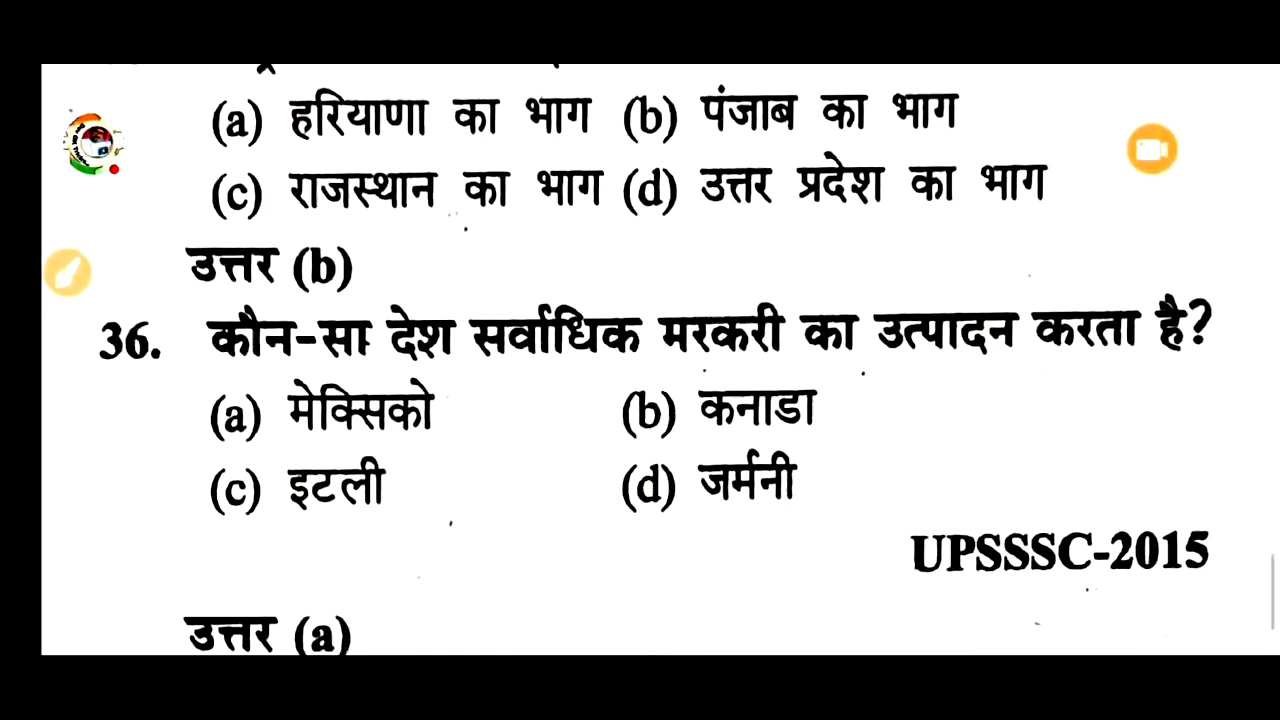 (a) हरियाणा का भाग (b) पंजाब का भाग
(c) राजस्थान का भाग (d) उत्तर प्रदेश का भाग
उत्तर (b)
36. कौन-सा देश सर्वाधिक मरकरी का उत्पादन करता है?
(a) मेक्सिको (b) कनाडा
(c) इटली (d) जर्मनी
UPSSSC-2015
उत्तर (a)